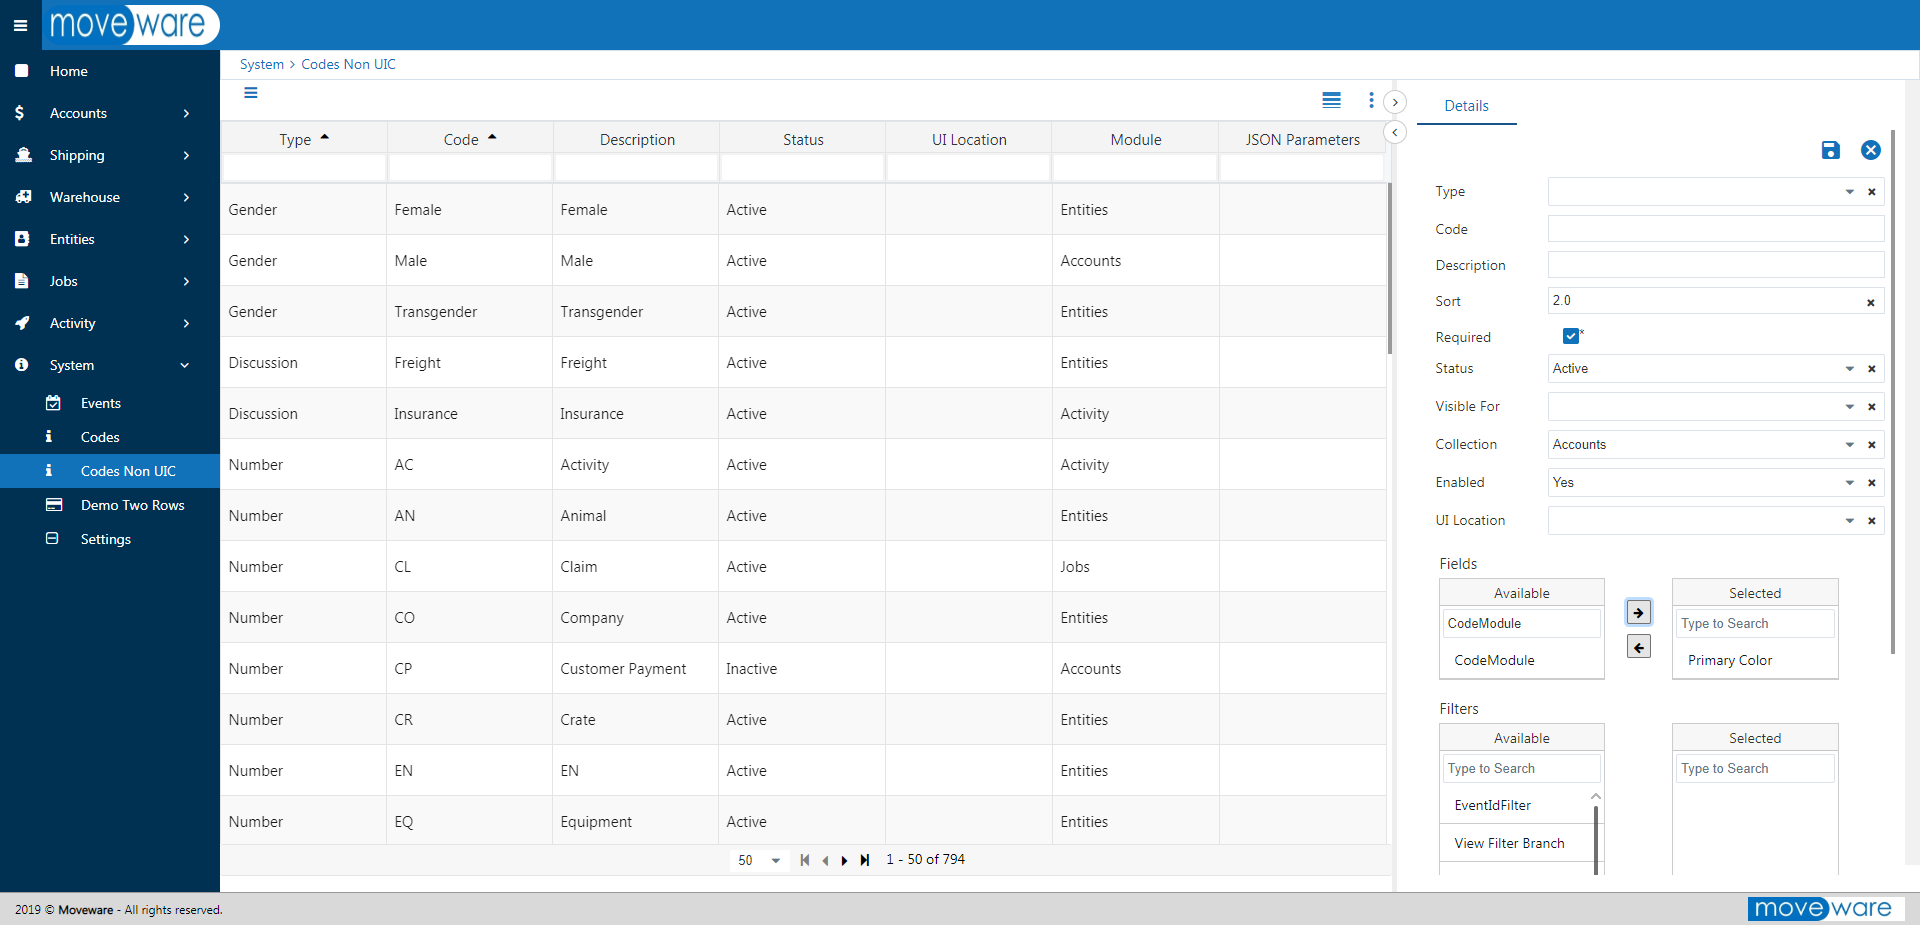 moveware
Home
Accounts
Shipping
Warehouse
Entities
Jobs
Activity
System
Events
Codes
Codes Non UIC
Demo Two Rows
Settings
System > Codes Non UIC
Type Code Description Status UI Location Module JSON Parameters
Gender Female Female Active Entities
Gender Male Male Active Accounts
Gender Transgender Transgender Active Entities
Discussion Freight Freight Active Entities
Discussion Insurance Insurance Active Activity
Number AC Activity Active Activity
Number AN Animal Active Entities
Number CL Claim Active Jobs
Number CO Company Active Entities
Number CP Customer Payment Inactive Accounts
Number CR Crate Active Entities
Number EN EN Active Entities
Number EQ Equipment Active Entities
50 1 - 50 of 794
Details
Type
Code
Description
Sort 2.0
Required *
Status Active
Visible For
Collection Accounts
Enabled Yes
UI Location
Fields
Available Selected
CodeModule Type to Search
CodeModule Primary Color
Filters
Available Selected
Type to Search Type to Search
EventIdFilter
View Filter Branch
2019 © Moveware - All rights reserved.
moveware